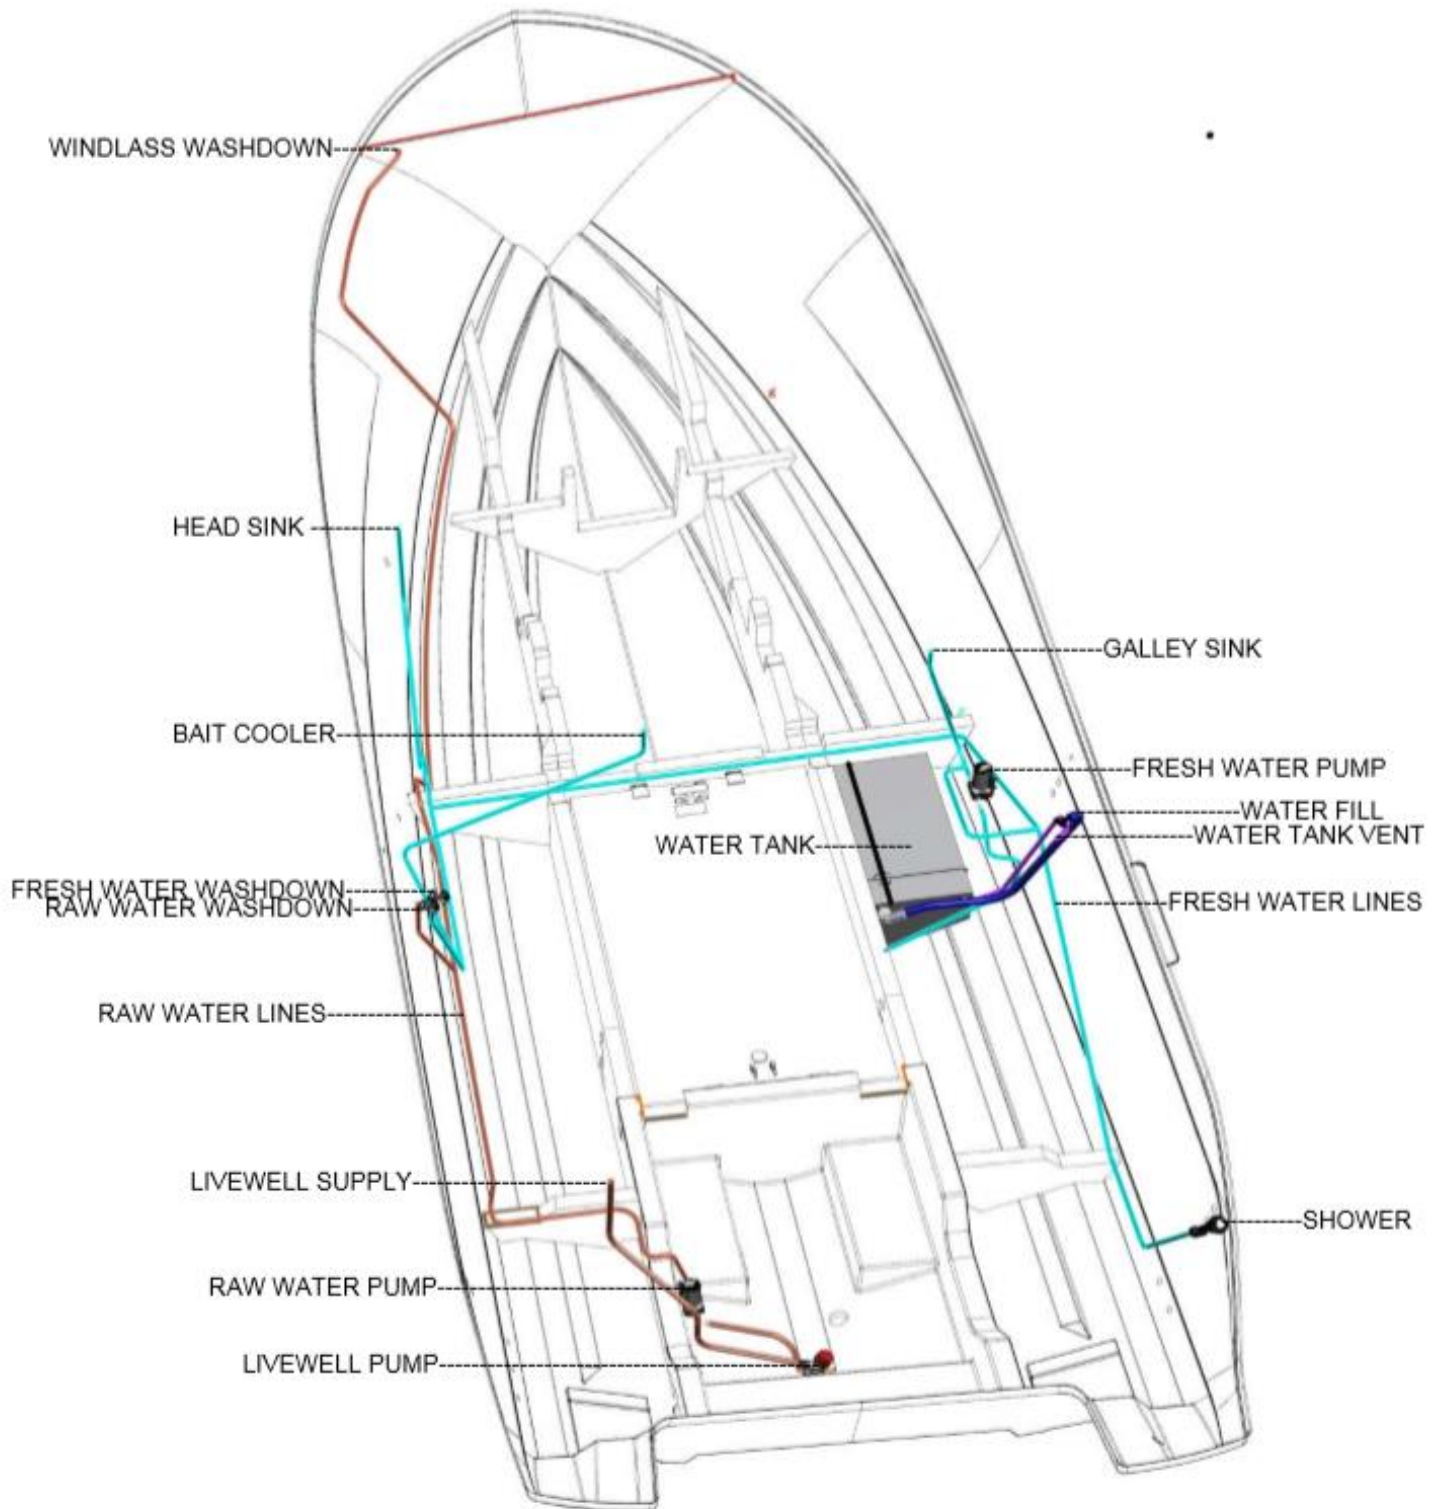 WINDLASS WASHDOWN
HEAD SINK
GALLEY SINK
BAIT COOLER
FRESH WATER PUMP
WATER FILL
WATER TANK
WATER TANK VENT
FRESH WATER WASHDOWN
RAW WATER WASHDOWN
FRESH WATER LINES
RAW WATER LINES
LIVEWELL SUPPLY
SHOWER
RAW WATER PUMP
LIVEWELL PUMP